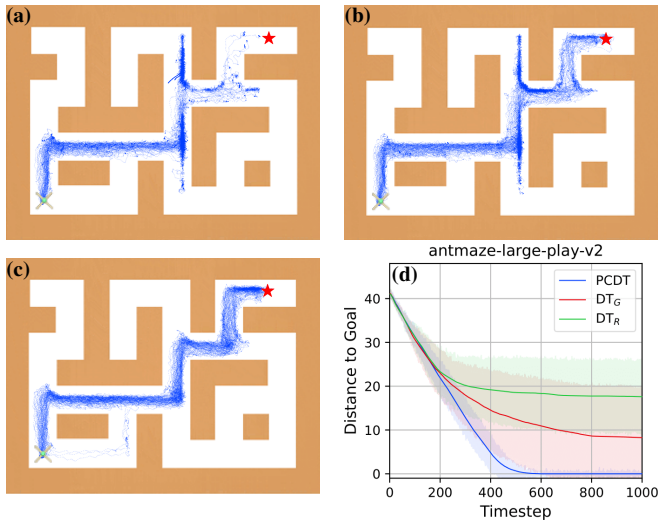 (a)
(b)
(c)
antmaze-large-play-v2
(d)
PCDT
DT_G
DT_R
Distance to Goal
40
30
20
10
0
0 200 400 600 800 1000
Timestep